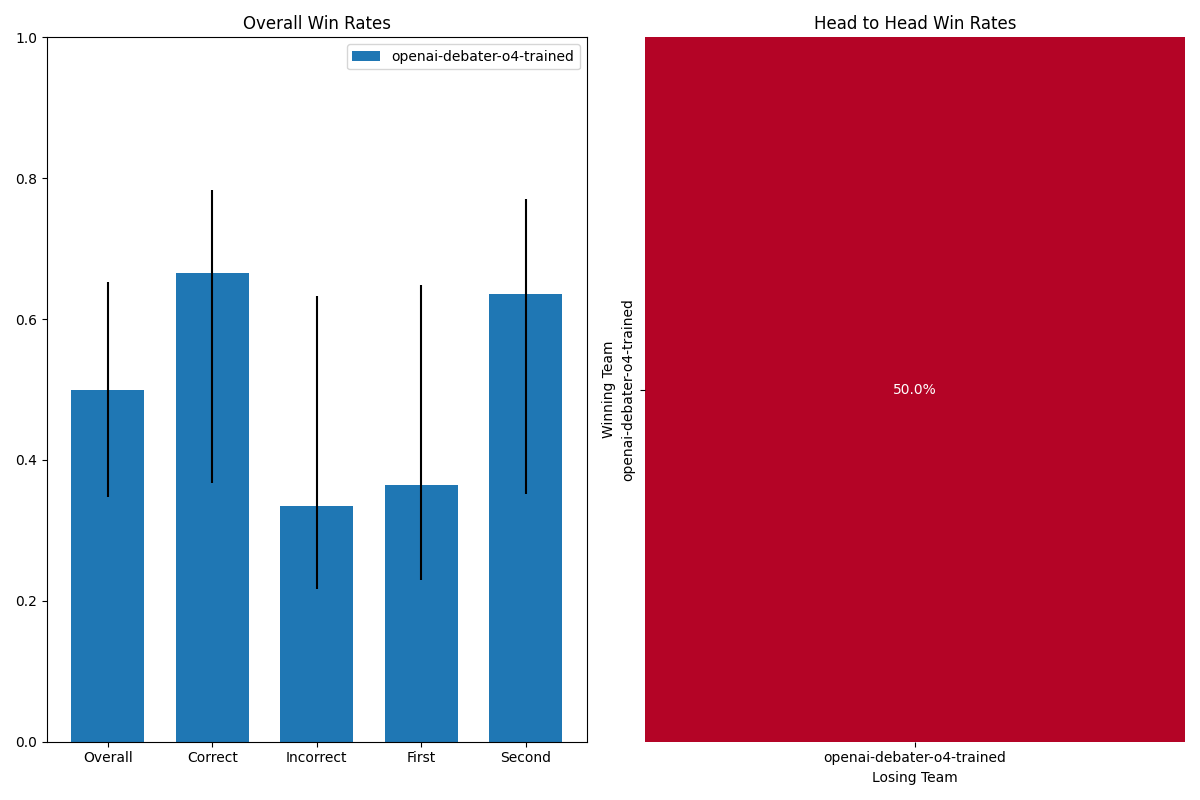 Overall Win Rates
openai-debater-o4-trained
1.0
0.8
0.6
0.4
0.2
0.0
Overall
Correct
Incorrect
First
Second
Head to Head Win Rates
Winning Team
openai-debater-o4-trained
50.0%
openai-debater-o4-trained
Losing Team